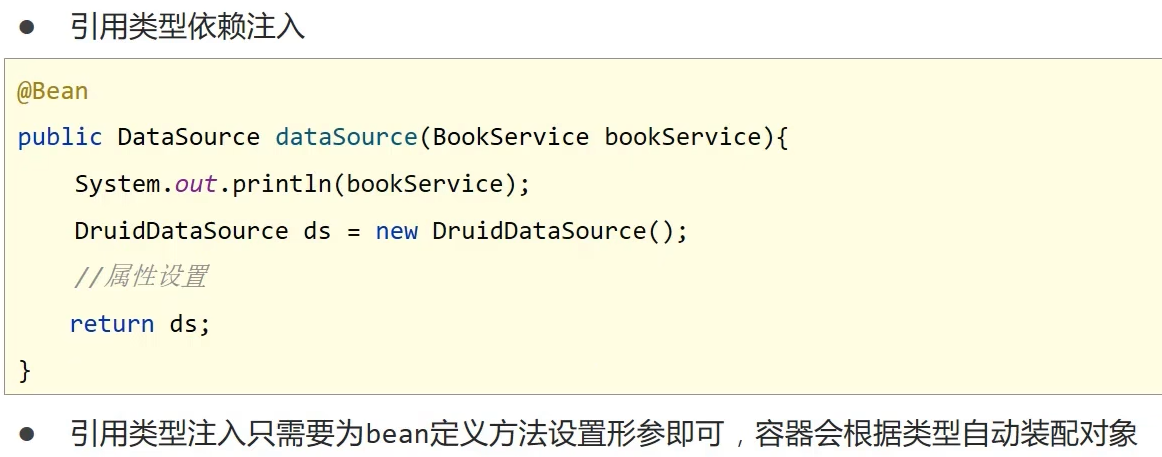 ● 引用类型依赖注入
@Bean
public DataSource dataSource(BookService bookService){
    System.out.println(bookService);
    DruidDataSource ds = new DruidDataSource();
    //属性设置
    return ds;
}
● 引用类型注入只需要为bean定义方法设置形参即可，容器会根据类型自动装配对象